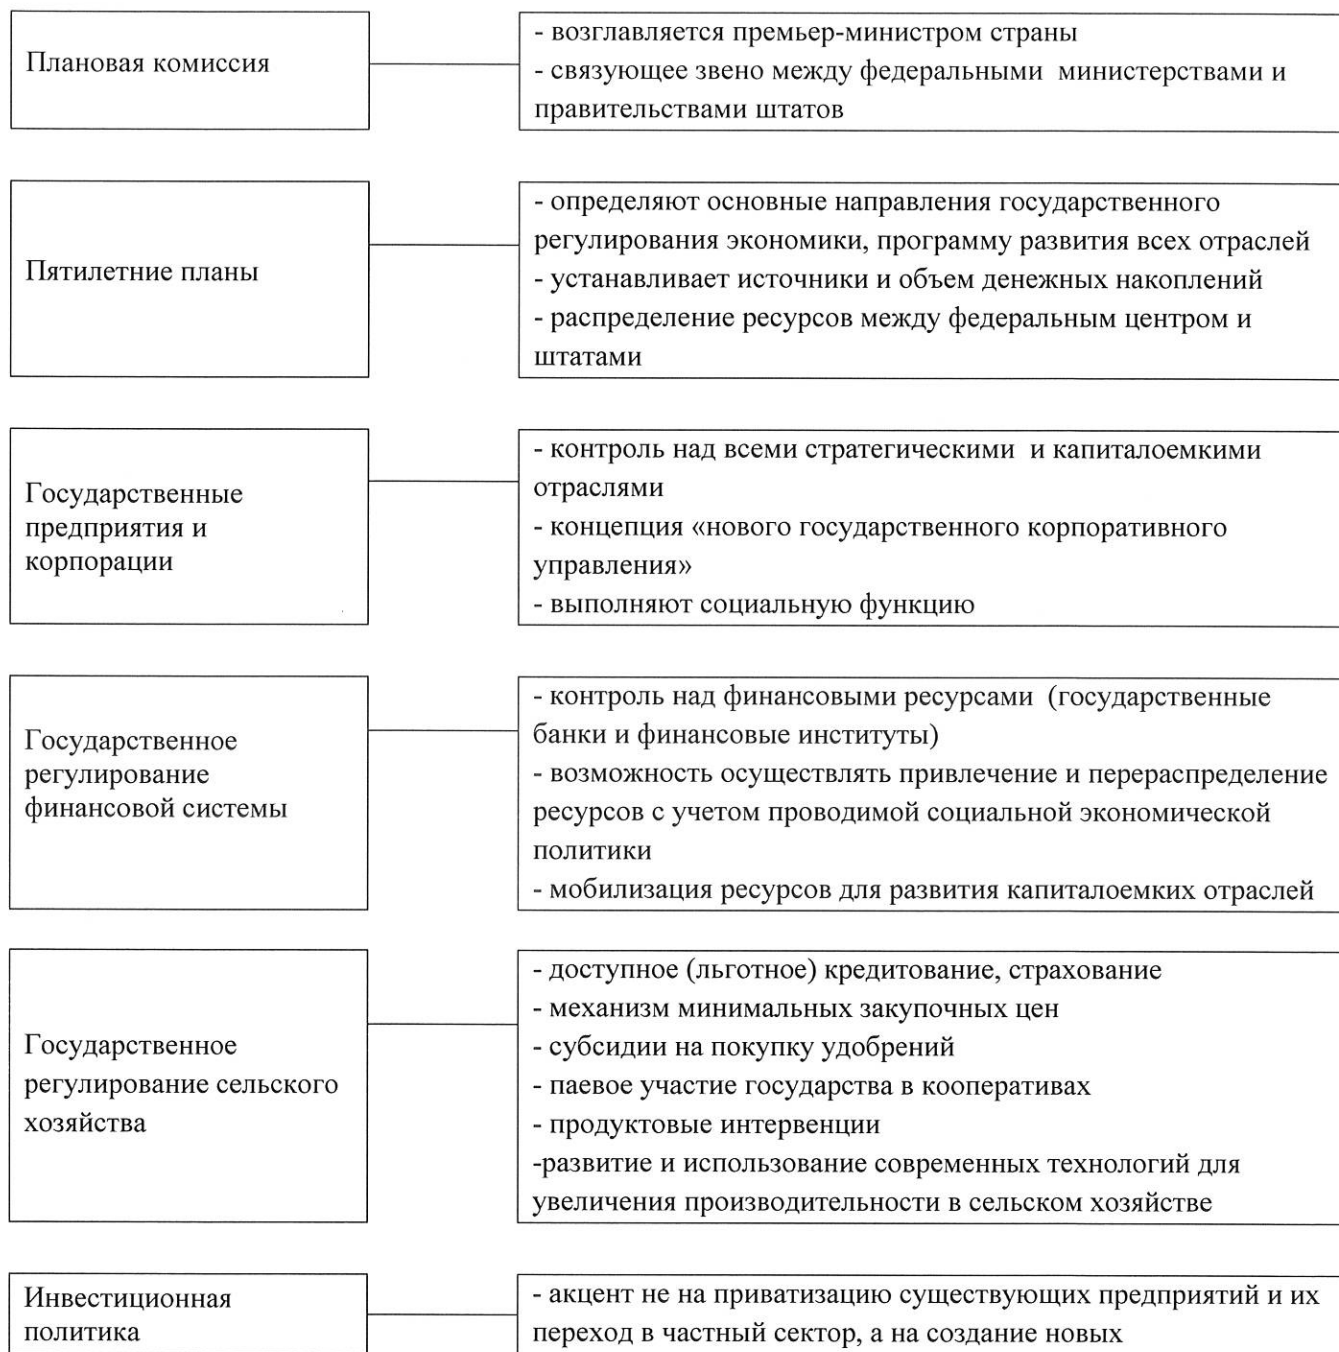 Плановая комиссия
- возглавляется премьер-министром страны
- связующее звено между федеральными министерствами и
правительствами штатов
Пятилетние планы
- определяют основные направления государственного
регулирования экономики, программу развития всех отраслей
- устанавливает источники и объем денежных накоплений
- распределение ресурсов между федеральным центром и
штатами
Государственные
предприятия и
корпорации
- контроль над всеми стратегическими и капиталоемкими
отраслями
- концепция «нового государственного корпоративного
управления»
- выполняют социальную функцию
Государственное
регулирование
финансовой системы
- контроль над финансовыми ресурсами (государственные
банки и финансовые институты)
- возможность осуществлять привлечение и перераспределение
ресурсов с учетом проводимой социальной экономической
политики
- мобилизация ресурсов для развития капиталоемких отраслей
Государственное
регулирование сельского
хозяйства
- доступное (льготное) кредитование, страхование
- механизм минимальных закупочных цен
- субсидии на покупку удобрений
- паевое участие государства в кооперативах
- продуктовые интервенции
-развитие и использование современных технологий для
увеличения производительности в сельском хозяйстве
Инвестиционная
политика
- акцент не на приватизацию существующих предприятий и их
переход в частный сектор, а на создание новых